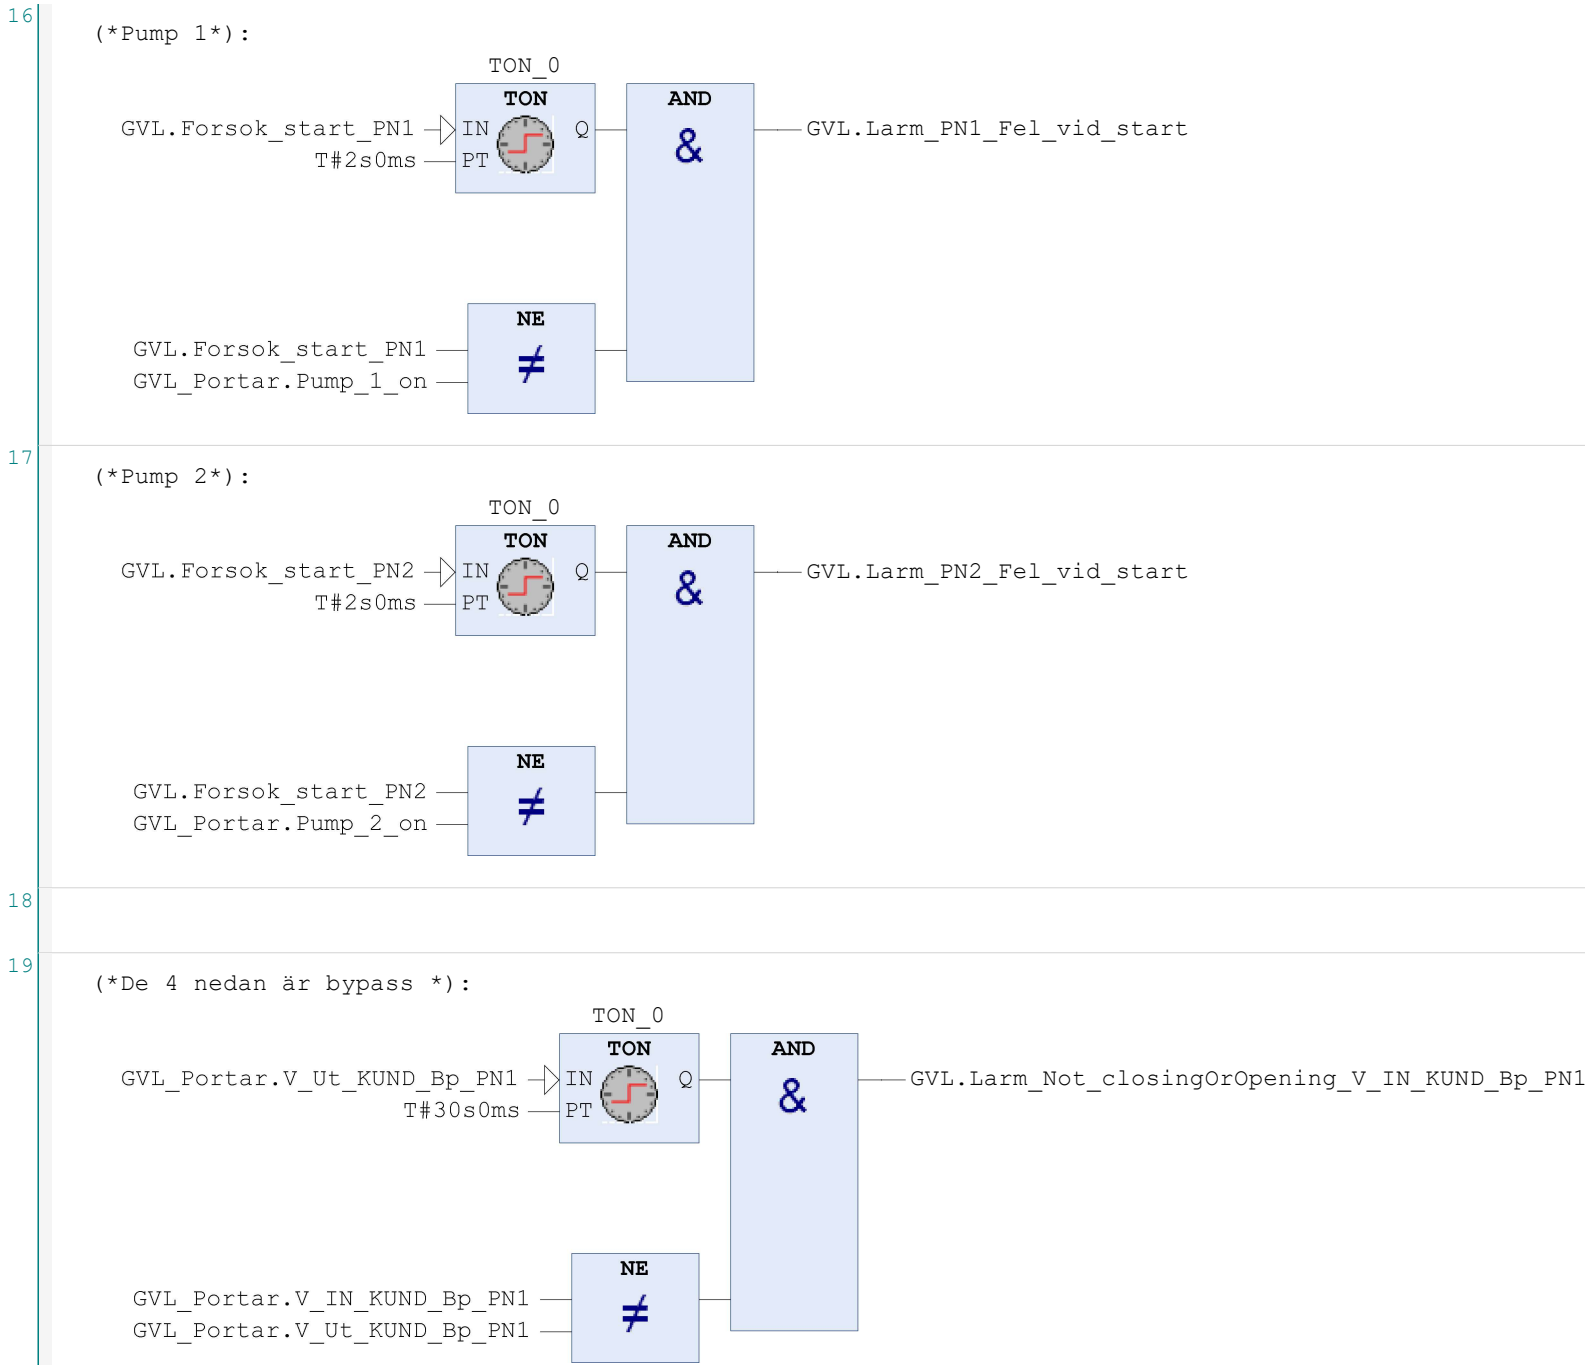 16
(*Pump 1*):
TON_0
TON
AND
GVL.Forsok_start_PN1
IN
Q
&
GVL.Larm_PN1_Fel_vid_start
T#2s0ms
PT
NE
GVL.Forsok_start_PN1
≠
GVL_Portar.Pump_1_on
17
(*Pump 2*):
TON_0
TON
AND
GVL.Forsok_start_PN2
IN
Q
&
GVL.Larm_PN2_Fel_vid_start
T#2s0ms
PT
NE
GVL.Forsok_start_PN2
≠
GVL_Portar.Pump_2_on
18
19
(*De 4 nedan är bypass *):
TON_0
TON
AND
GVL_Portar.V_Ut_KUND_Bp_PN1
IN
Q
&
GVL.Larm_Not_closingOrOpening_V_IN_KUND_Bp_PN1
T#30s0ms
PT
NE
GVL_Portar.V_IN_KUND_Bp_PN1
≠
GVL_Portar.V_Ut_KUND_Bp_PN1